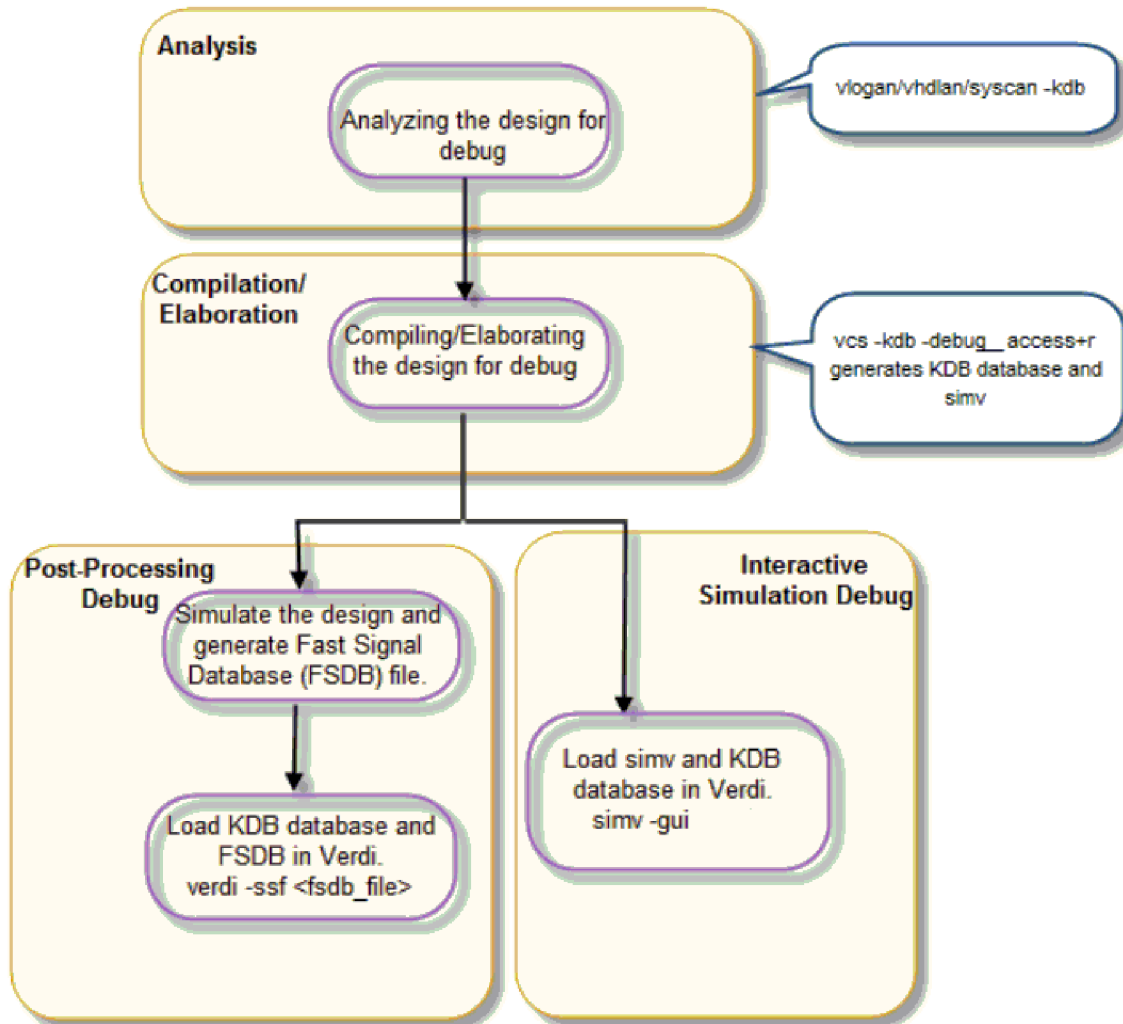 Analysis
Analyzing the design for
debug
vlogan/vhdlan/syscan -kdb
Compilation/
Elaboration
Compiling/Elaborating
the design for debug
vcs -kdb -debug_ access+r
generates KDB database and
simv
Post-Processing
Debug
Simulate the design and
generate Fast Signal
Database (FSDB) file.
Load KDB database and
FSDB in Verdi.
verdi -ssf <fsdb_file>
Interactive
Simulation Debug
Load simv and KDB
database in Verdi.
simv -gui